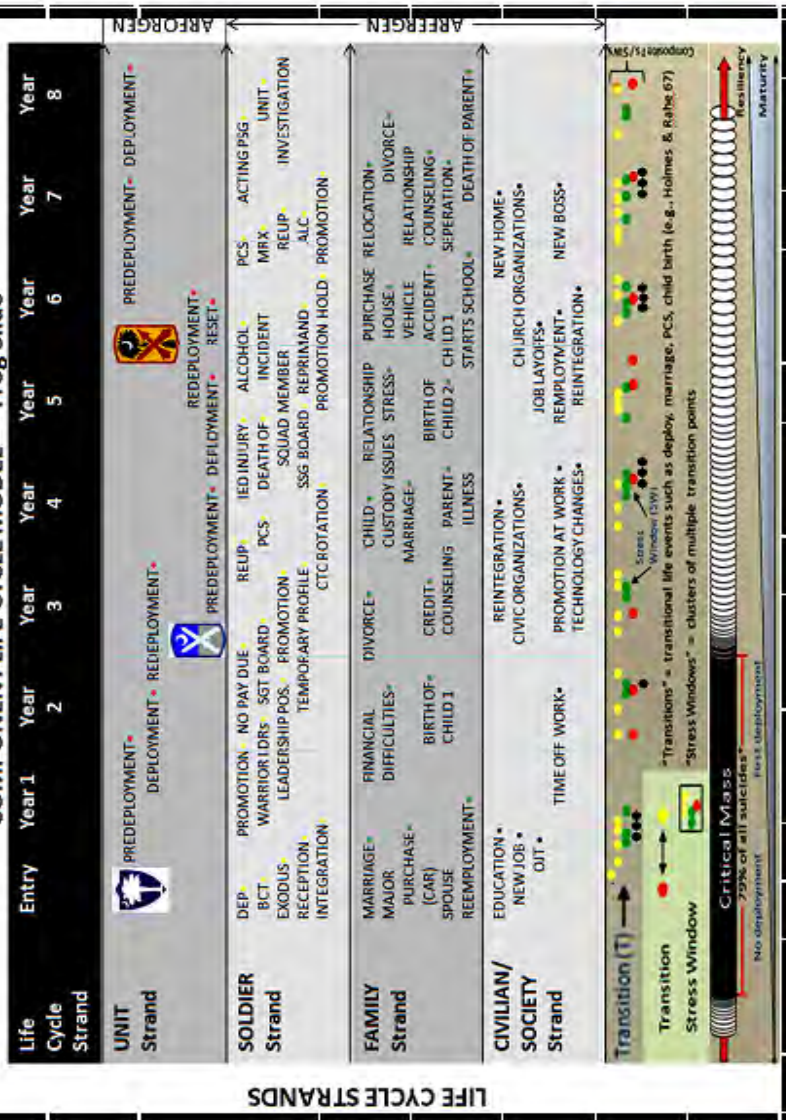 COMPONENT LIFE CYCLE MODEL
Life Cycle Strand
Entry
Year 1
Year 2
Year 3
Year 4
Year 5
Year 6
Year 7
Year 8
LIFE CYCLE STRANDS
ARFORGEN
UNIT
Strand
PREDEPLOYMENT
DEPLOYMENT
REDEPLOYMENT
PREDEPLOYMENT
DEPLOYMENT
REDEPLOYMENT
RESET
PREDEPLOYMENT
DEPLOYMENT
SOLDIER
Strand
DEP
BCT
EXODUS
RECEPTION
INTEGRATION
PROMOTION
NO PAY DUE
WARRIOR LDRs
SGT BOARD
LEADERSHIP POS.
PROMOTION
TEMPORARY PROFILE
REUP
PCS
CTC ROTATION
IED INJURY
DEATH OF
SQUAD MEMBER
SSG BOARD
ALCOHOL
INCIDENT
REPRIMAND
PROMOTION HOLD
PCS
MRX
REUP
ALC
PROMOTION
ACTING PSG
UNIT
INVESTIGATION
FAMILY
Strand
MARRIAGE
MAJOR
PURCHASE
(CAR)
SPOUSE
REEMPLOYMENT
FINANCIAL
DIFFICULTIES
BIRTH OF
CHILD 1
DIVORCE
CREDIT
COUNSELING
CHILD
CUSTODY ISSUES
MARRIAGE
PARENT
ILLNESS
RELATIONSHIP
STRESS
BIRTH OF
CHILD 2
PURCHASE
HOUSE
VEHICLE
ACCIDENT
CHILD 1
STARTS SCHOOL
RELOCATION
DIVORCE
RELATIONSHIP
COUNSELING
SEPERATION
DEATH OF PARENT
CIVILIAN/
SOCIETY
Strand
EDUCATION
NEW JOB
OJT
TIME OFF WORK
REINTEGRATION
CIVIC ORGANIZATIONS
PROMOTION AT WORK
TECHNOLOGY CHANGES
CHURCH ORGANIZATIONS
JOB LAYOFFS
REMPLOYMENT
REINTEGRATION
NEW HOME
NEW BOSS
Transition (T)
Stress
Window (SW)
Composite Ts/SWs
Transition
Stress Window
"Transitions" = transitional life events such as deploy, marriage, PCS, child birth (e.g., Holmes & Rahe 67)
"Stress Windows" = clusters of multiple transition points
Critical Mass
79% of all suicides"
No deployment
First deployment
Resiliency
Maturity